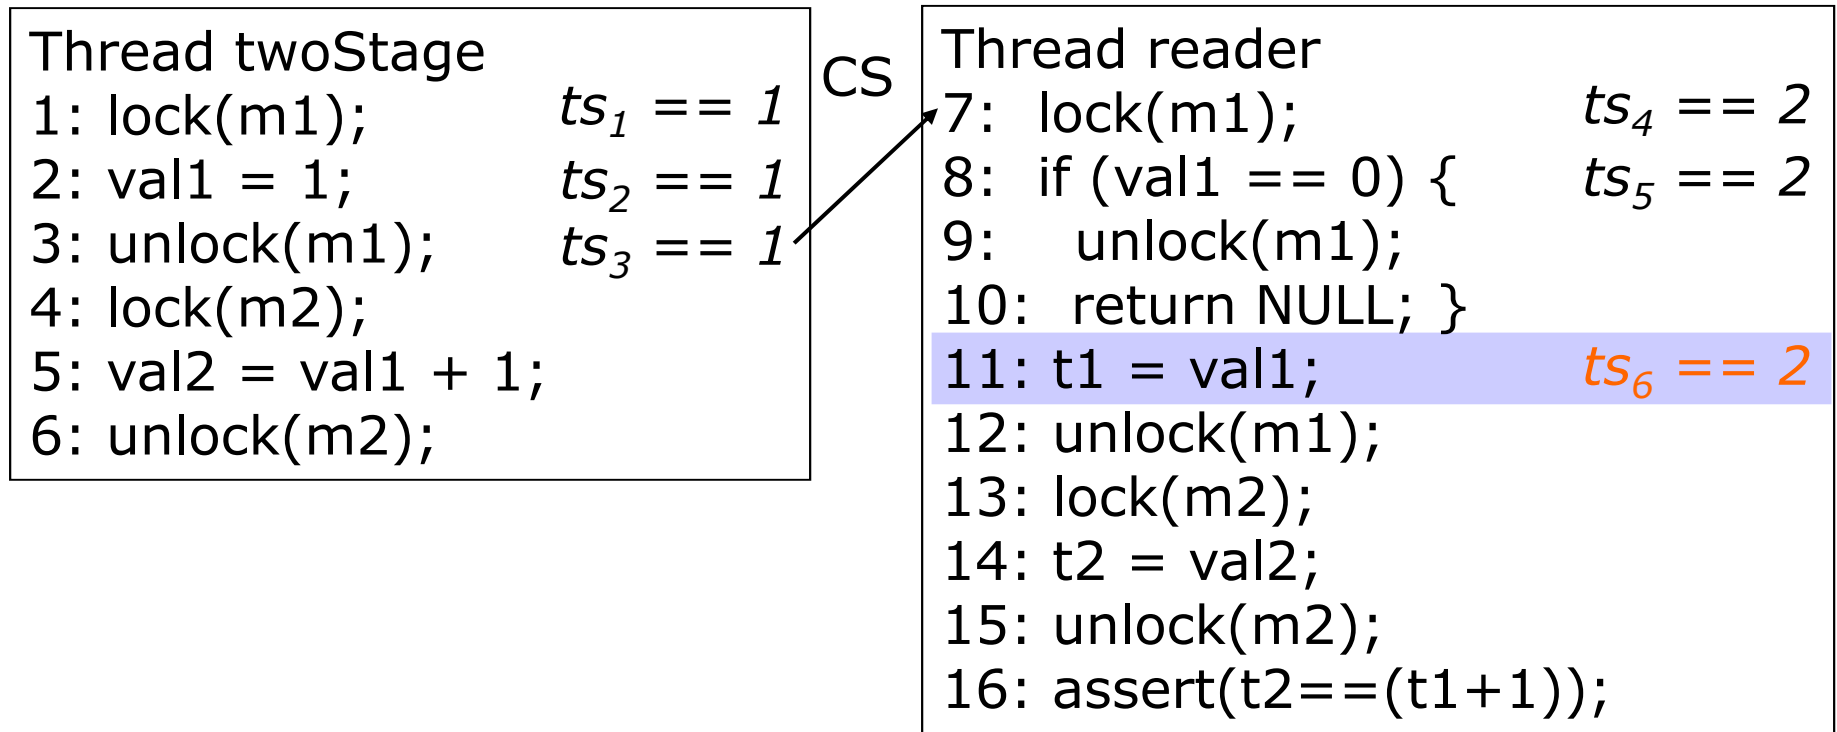 Thread twoStage
1: lock(m1); ts₁ == 1
2: val1 = 1; ts₂ == 1
3: unlock(m1); ts₃ == 1
4: lock(m2);
5: val2 = val1 + 1;
6: unlock(m2);
CS
Thread reader
7: lock(m1); ts₄ == 2
8: if (val1 == 0) { ts₅ == 2
9: unlock(m1);
10: return NULL; }
11: t1 = val1; ts₆ == 2
12: unlock(m1);
13: lock(m2);
14: t2 = val2;
15: unlock(m2);
16: assert(t2==(t1+1));